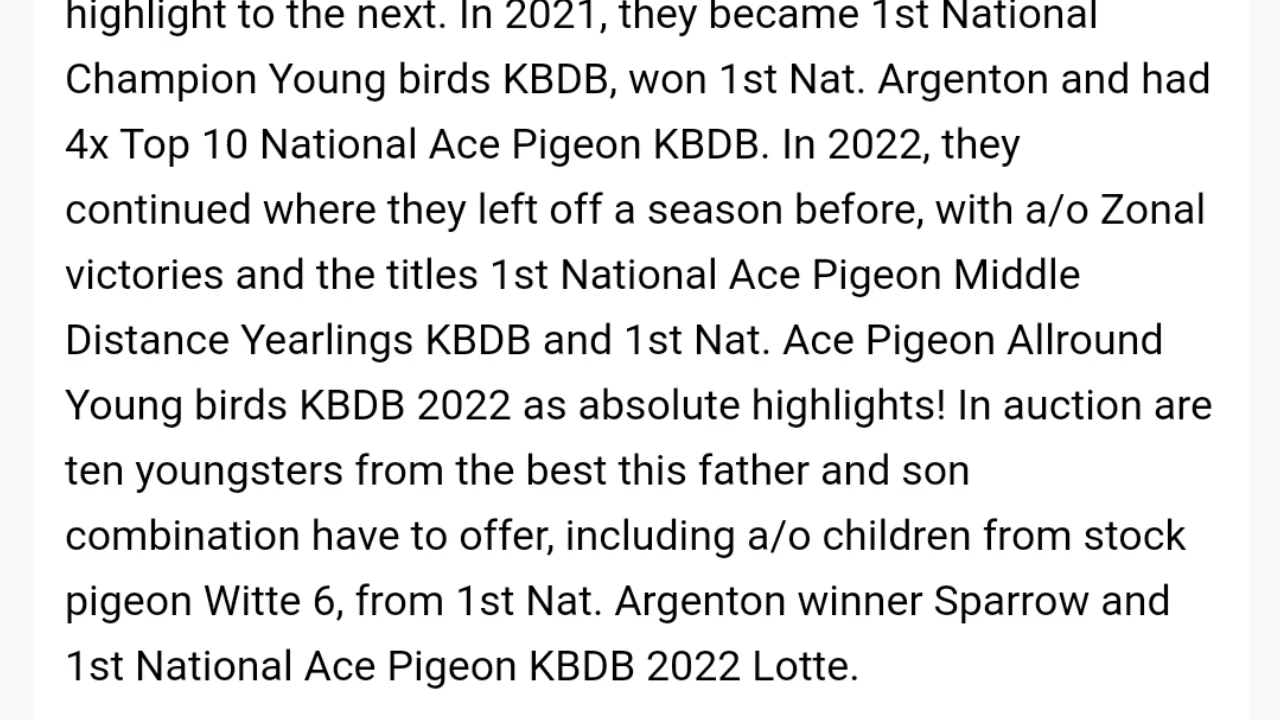 highlight to the next. In 2021, they became 1st National
Champion Young birds KBDB, won 1st Nat. Argenton and had
4x Top 10 National Ace Pigeon KBDB. In 2022, they
continued where they left off a season before, with a/o Zonal
victories and the titles 1st National Ace Pigeon Middle
Distance Yearlings KBDB and 1st Nat. Ace Pigeon Allround
Young birds KBDB 2022 as absolute highlights! In auction are
ten youngsters from the best this father and son
combination have to offer, including a/o children from stock
pigeon Witte 6, from 1st Nat. Argenton winner Sparrow and
1st National Ace Pigeon KBDB 2022 Lotte.